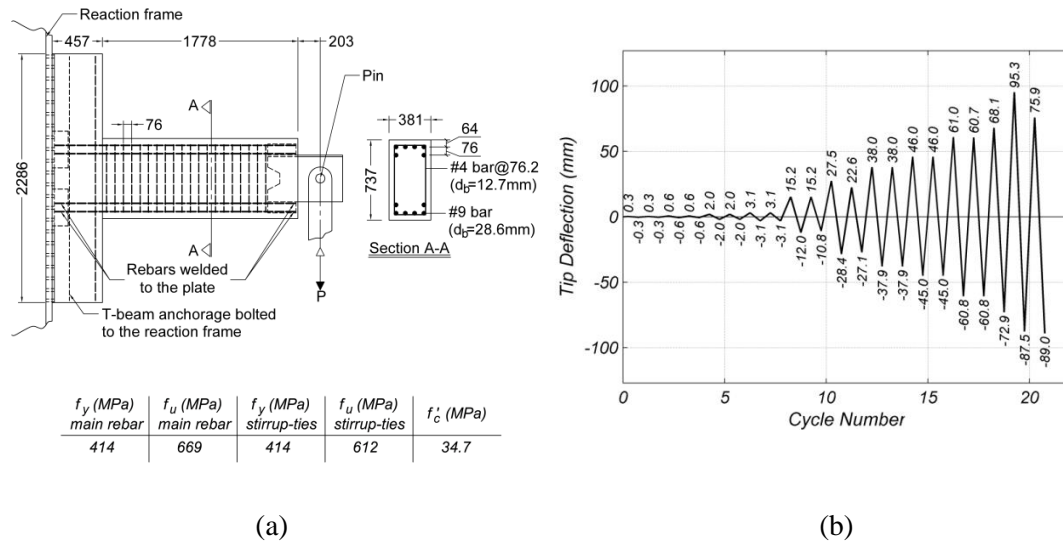 Reaction frame
457
1778
203
Pin
A
76
2286
381
64
76
#4 bar@76.2
(d_b=12.7mm)
737
#9 bar
(d_b=28.6mm)
Section A-A
A
Rebars welded
to the plate
P
T-beam anchorage bolted
to the reaction frame
f_y (MPa) main rebar
f_u (MPa) main rebar
f_y (MPa) stirrup-ties
f_u (MPa) stirrup-ties
f'_c (MPa)
414 669 414 612 34.7
(a)
Tip Deflection (mm)
100
50
0
-50
-100
0.3 0.3 0.6 0.6 2.0 2.0 3.1 3.1 15.2 15.2 27.5 22.6 38.0 38.0 46.0 46.0 61.0 60.7 68.1 95.3 75.9
-0.3 -0.3 -0.6 -0.6 -2.0 -2.0 -3.1 -3.1 -12.0 -10.8 -28.4 -27.1 -37.9 -37.9 -45.0 -45.0 -60.8 -60.8 -72.9 -87.5 -89.0
0 5 10 15 20
Cycle Number
(b)